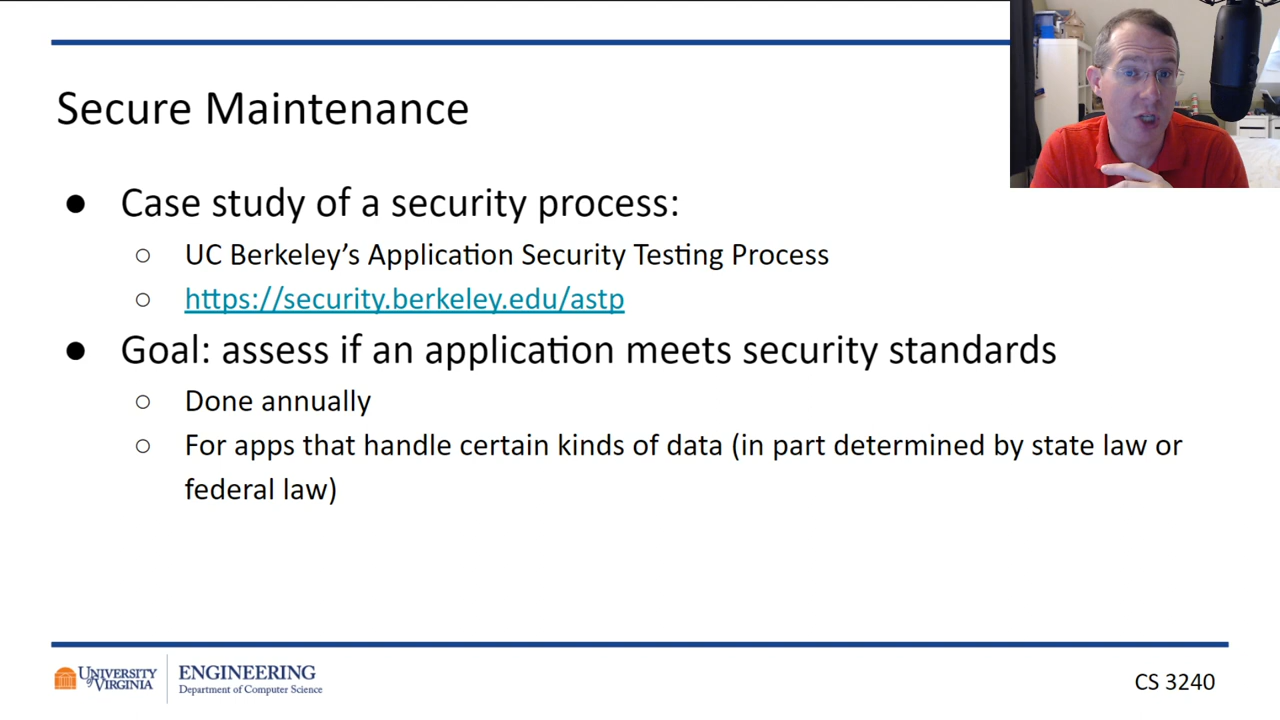 Secure Maintenance
● Case study of a security process:
○ UC Berkeley’s Application Security Testing Process
○ https://security.berkeley.edu/astp
● Goal: assess if an application meets security standards
○ Done annually
○ For apps that handle certain kinds of data (in part determined by state law or
federal law)
UNIVERSITY
of VIRGINIA
ENGINEERING
Department of Computer Science
CS 3240